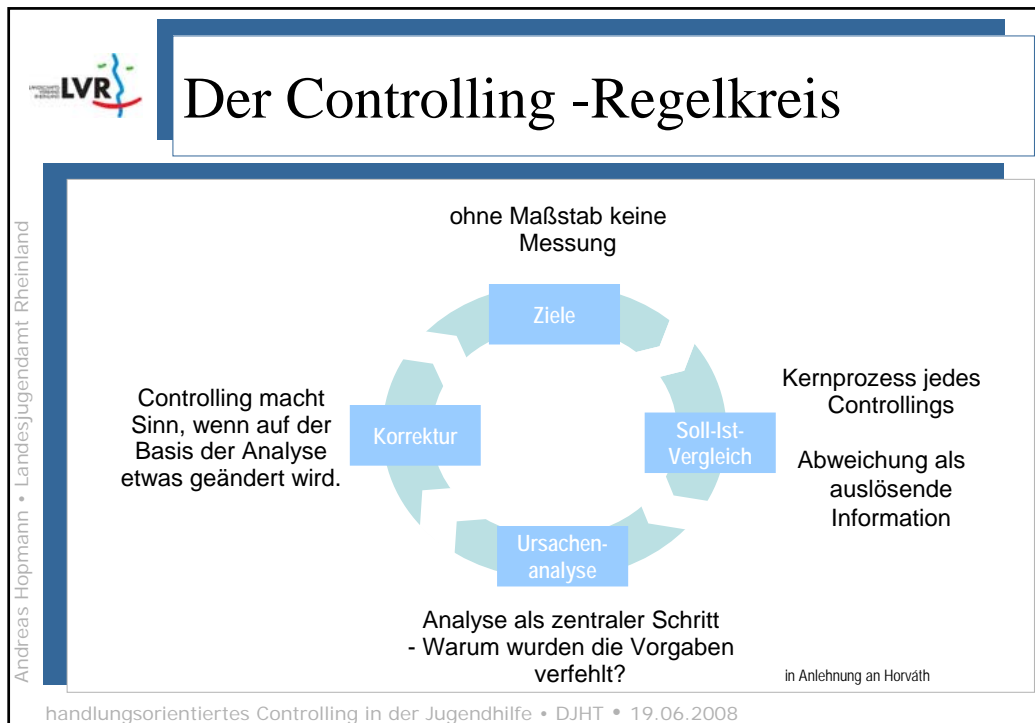 LVR
Der Controlling -Regelkreis
ohne Maßstab keine
Messung
Ziele
Kernprozess jedes
Controllings
Abweichung als
auslösende
Information
Soll-Ist-
Vergleich
Ursachen-
analyse
Analyse als zentraler Schritt
- Warum wurden die Vorgaben
verfehlt?
Korrektur
Controlling macht
Sinn, wenn auf der
Basis der Analyse
etwas geändert wird.
in Anlehnung an Horváth
Andreas Hopmann • Landesjugendamt Rheinland
handlungsorientiertes Controlling in der Jugendhilfe • DJHT • 19.06.2008